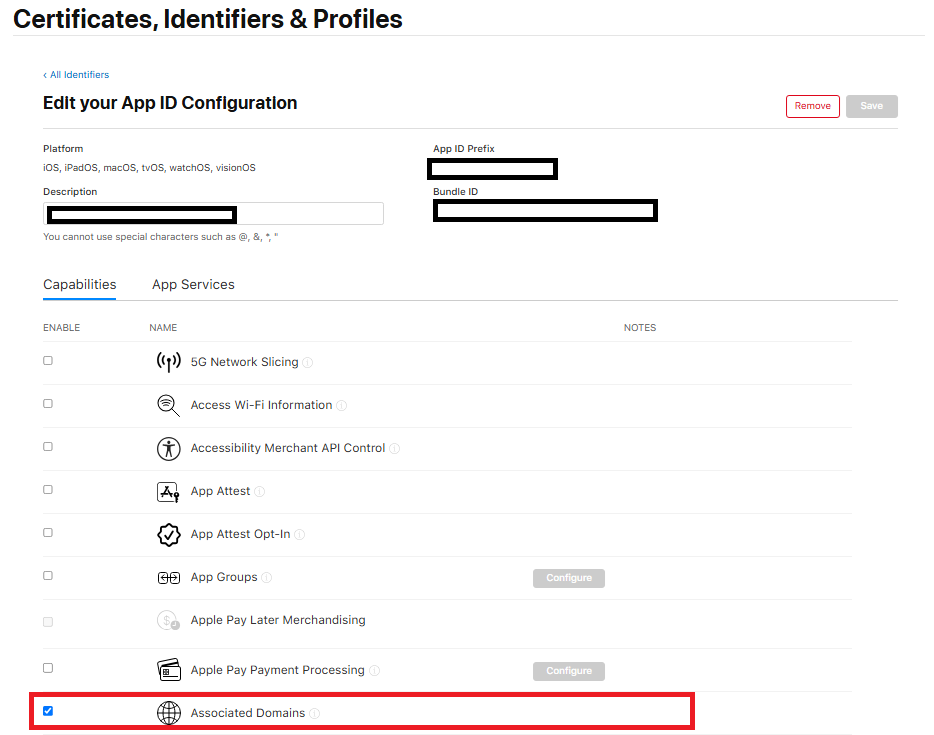 Certificates, Identifiers & Profiles
‹ All Identifiers
Edit your App ID Configuration
Remove
Save
Platform
App ID Prefix
iOS, iPadOS, macOS, tvOS, watchOS, visionOS
Description
Bundle ID
You cannot use special characters such as @, &, *, "
Capabilities
App Services
ENABLE
NAME
NOTES
5G Network Slicing
Access Wi-Fi Information
Accessibility Merchant API Control
App Attest
App Attest Opt-In
App Groups
Configure
Apple Pay Later Merchandising
Apple Pay Payment Processing
Configure
Associated Domains